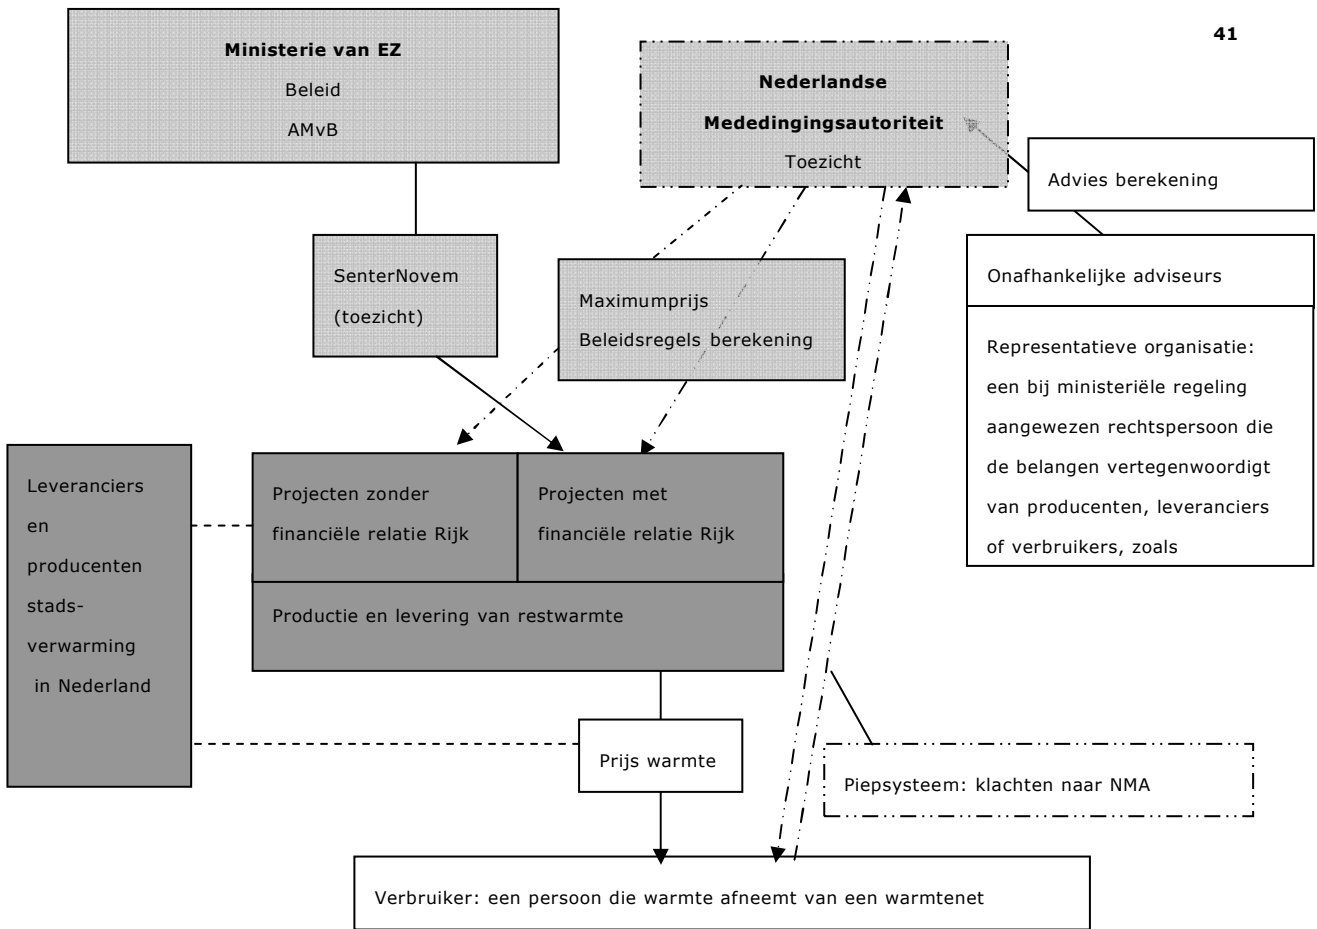 41
Ministerie van EZ
Beleid
AMvB
Nederlandse
Mededingingsautoriteit
Toezicht
Advies berekening
SenterNovem
(toezicht)
Maximumprijs
Beleidsregels berekening
Onafhankelijke adviseurs
Representatieve organisatie:
een bij ministeriële regeling
aangewezen rechtspersoon die
de belangen vertegenwoordigt
van producenten, leveranciers
of verbruikers, zoals
Leveranciers
en
producenten
stads-
verwarming
in Nederland
Projecten zonder
financiële relatie Rijk
Projecten met
financiële relatie Rijk
Productie en levering van restwarmte
Prijs warmte
Piepsysteem: klachten naar NMA
Verbruiker: een persoon die warmte afneemt van een warmtenet